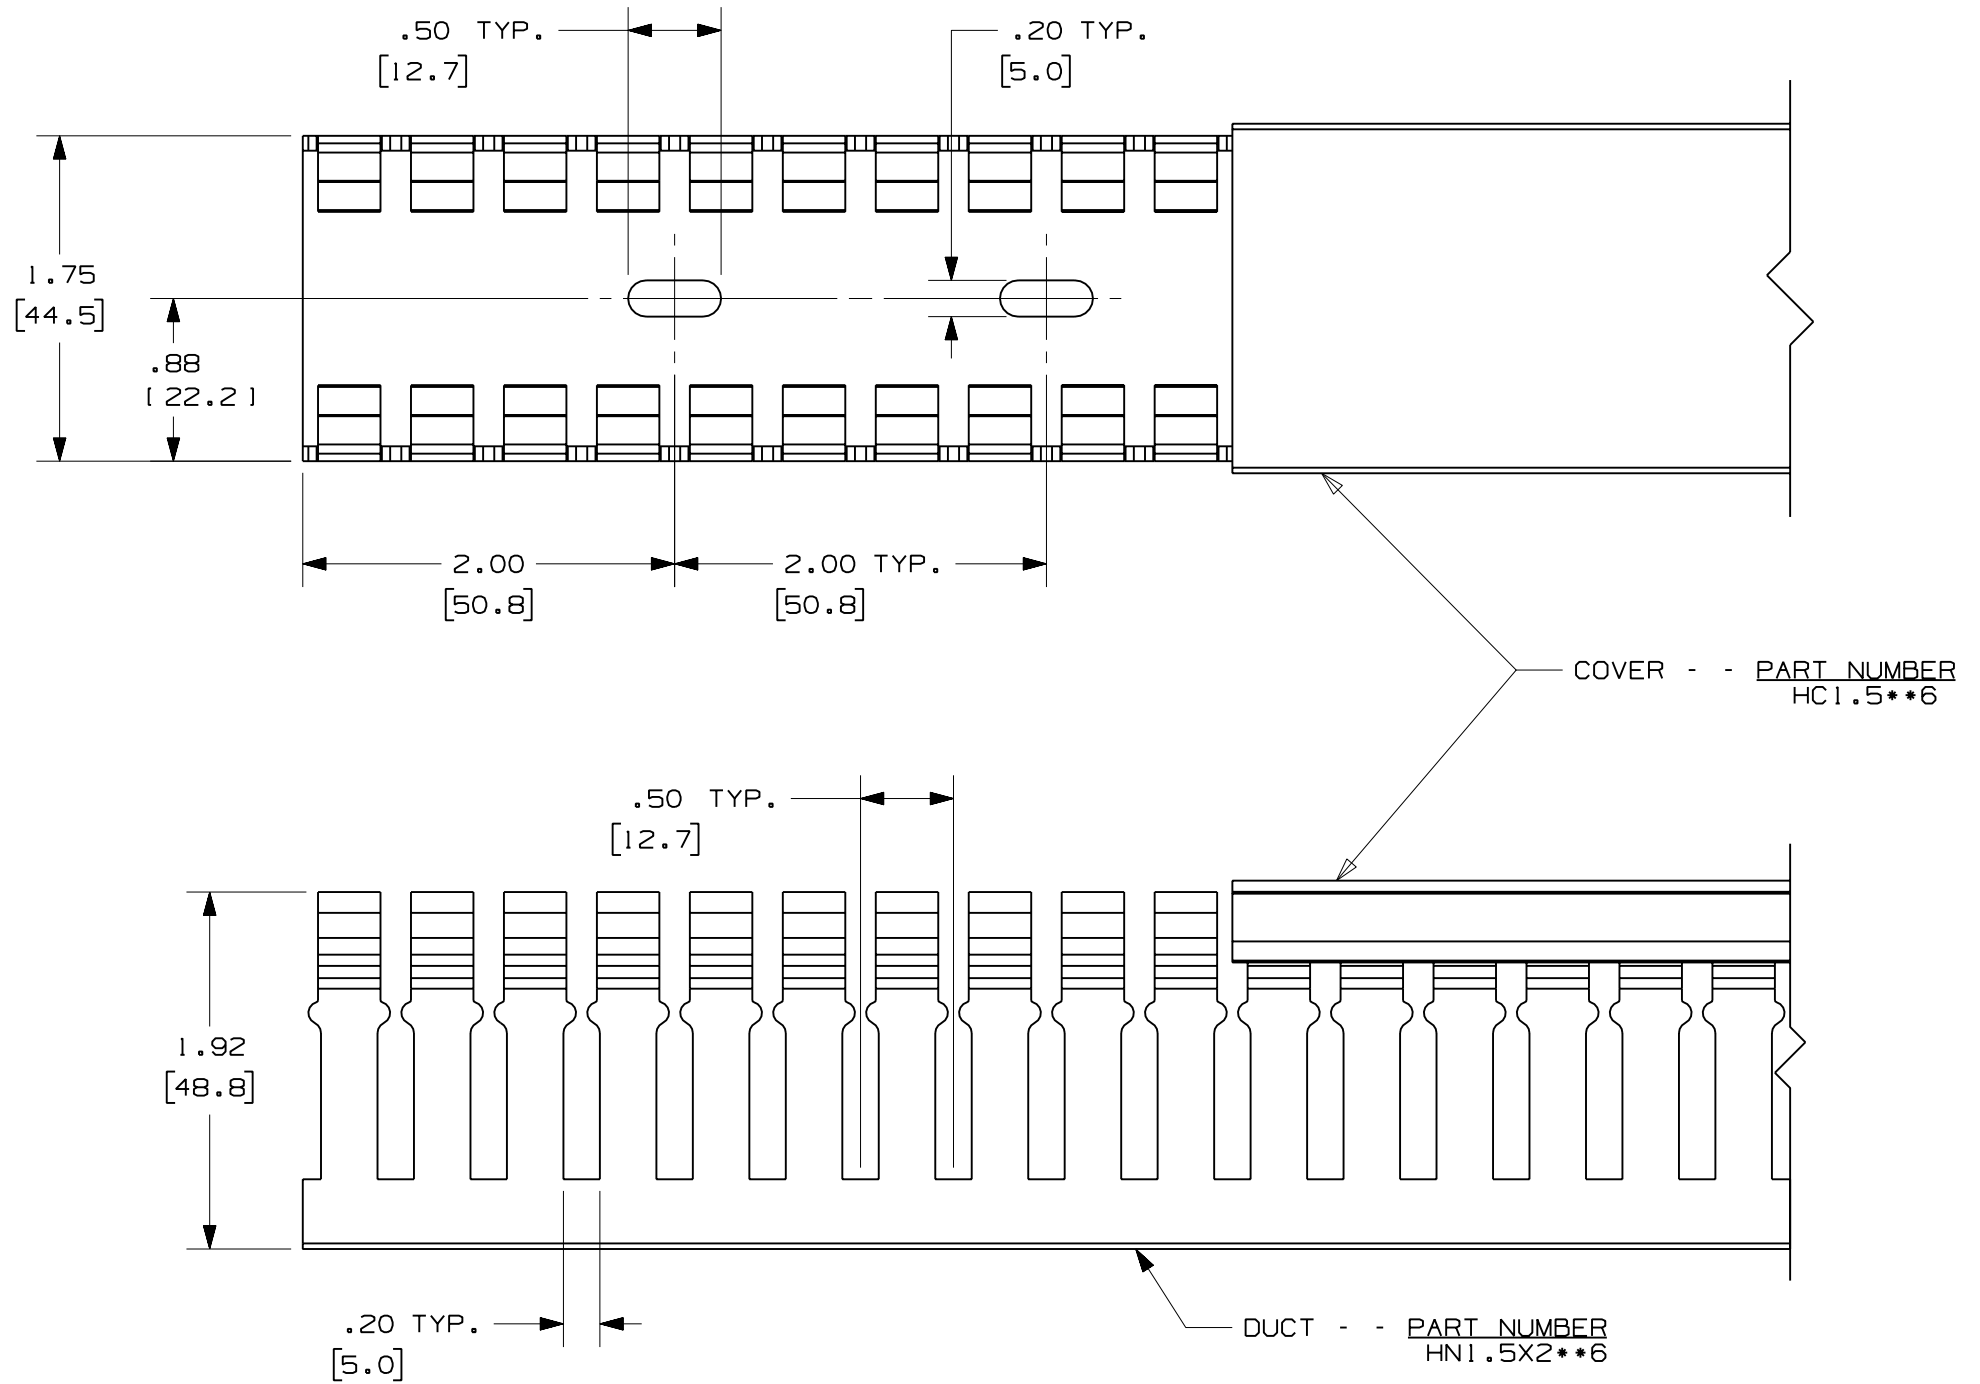 .50 TYP.
[12.7]
.20 TYP.
[5.0]
1.75
[44.5]
.88
[22.2]
2.00
[50.8]
2.00 TYP.
[50.8]
COVER - - PART NUMBER
HC1.5**6
.50 TYP.
[12.7]
1.92
[48.8]
.20 TYP.
[5.0]
DUCT - - PART NUMBER
HN1.5X2**6